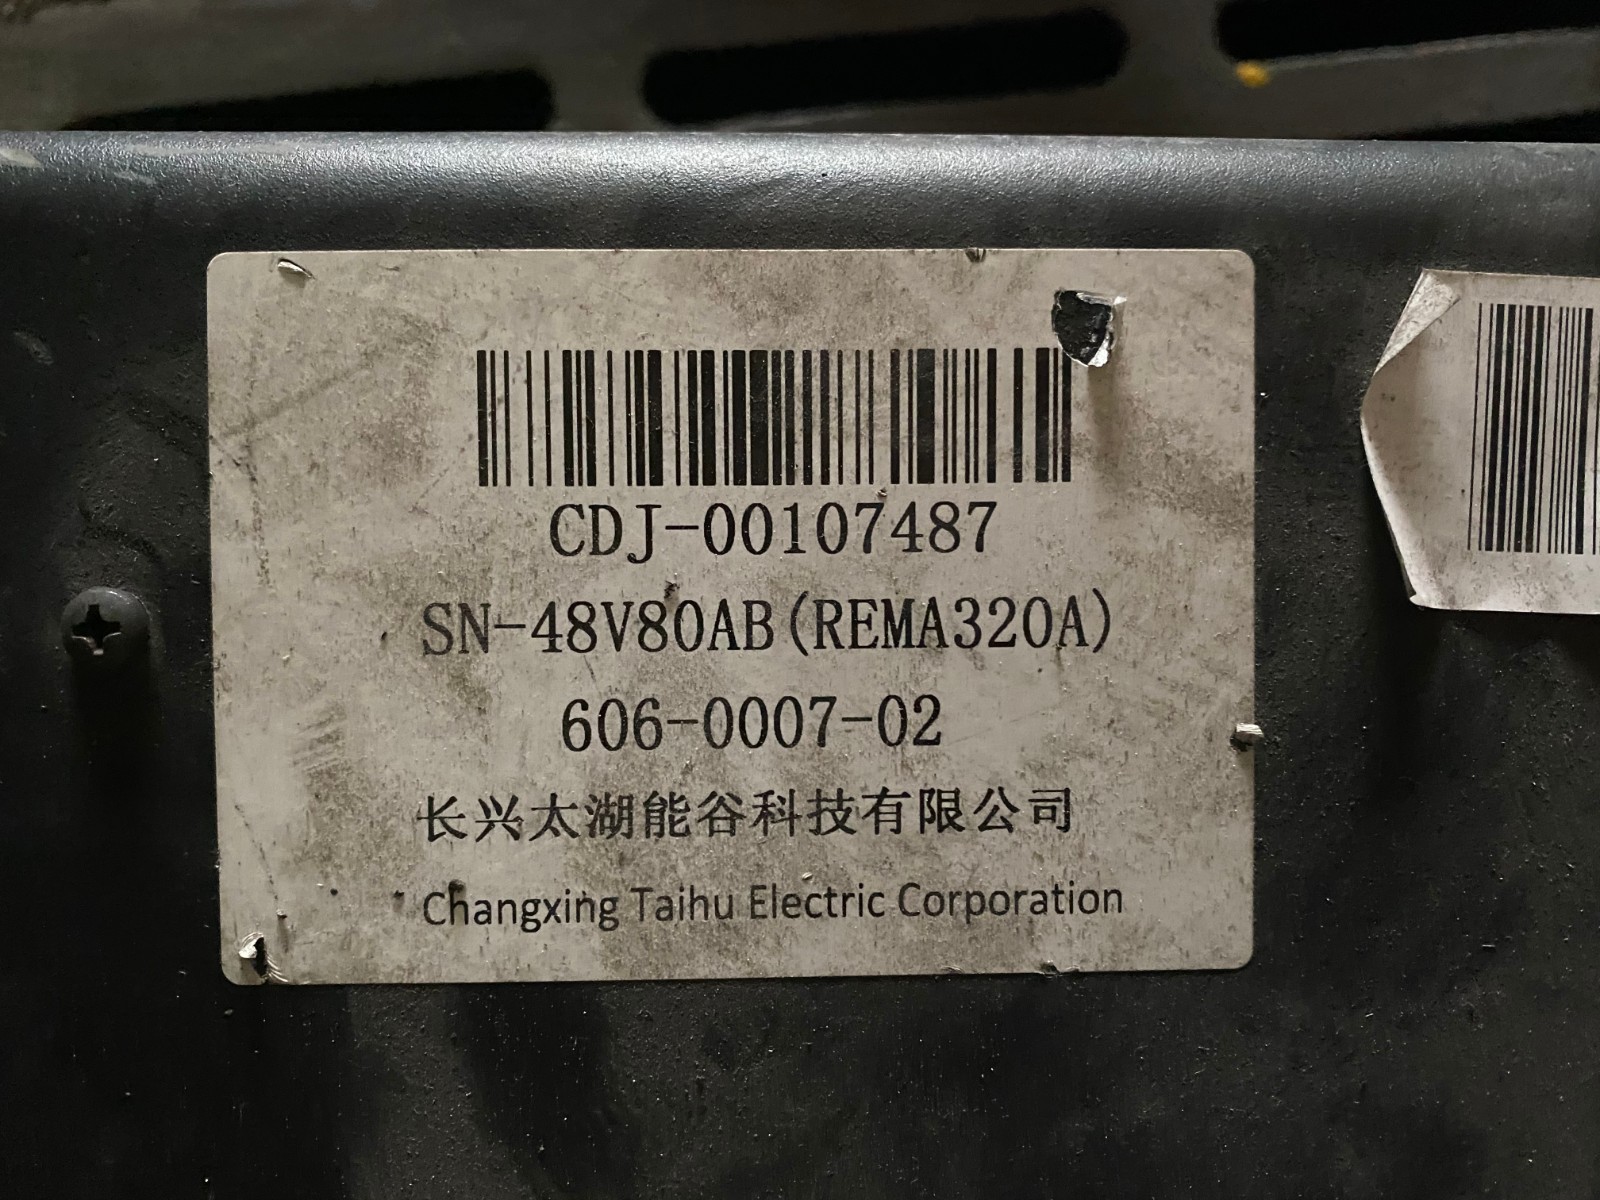 CDJ-00107487
SN-48V80AB(REMA320A)
606-0007-02
长兴太湖能谷科技有限公司
Changxing Taihu Electric Corporation